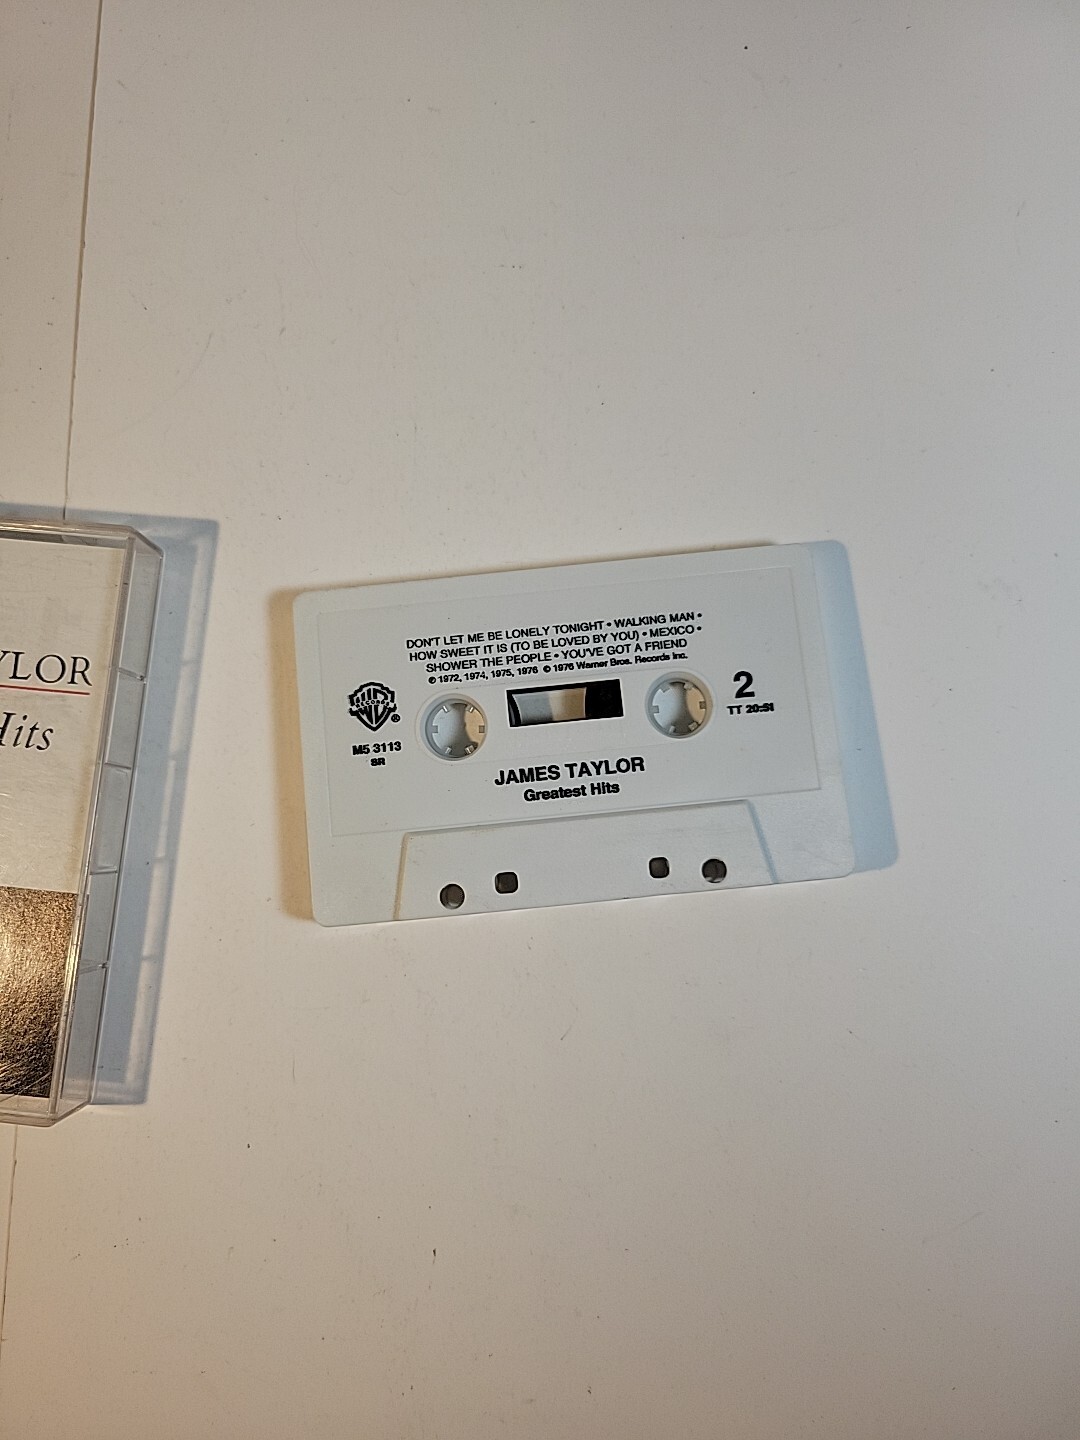 YLOR
Hits
DON'T LET ME BE LONELY TONIGHT • WALKING MAN •
HOW SWEET IT IS (TO BE LOVED BY YOU) • MEXICO •
SHOWER THE PEOPLE • YOU'VE GOT A FRIEND
℗ 1972, 1974, 1975, 1976 © 1976 Warner Bros. Records Inc.
WB
RECORDS
®
M5 3113
SR
2
TT 20:51
JAMES TAYLOR
Greatest Hits